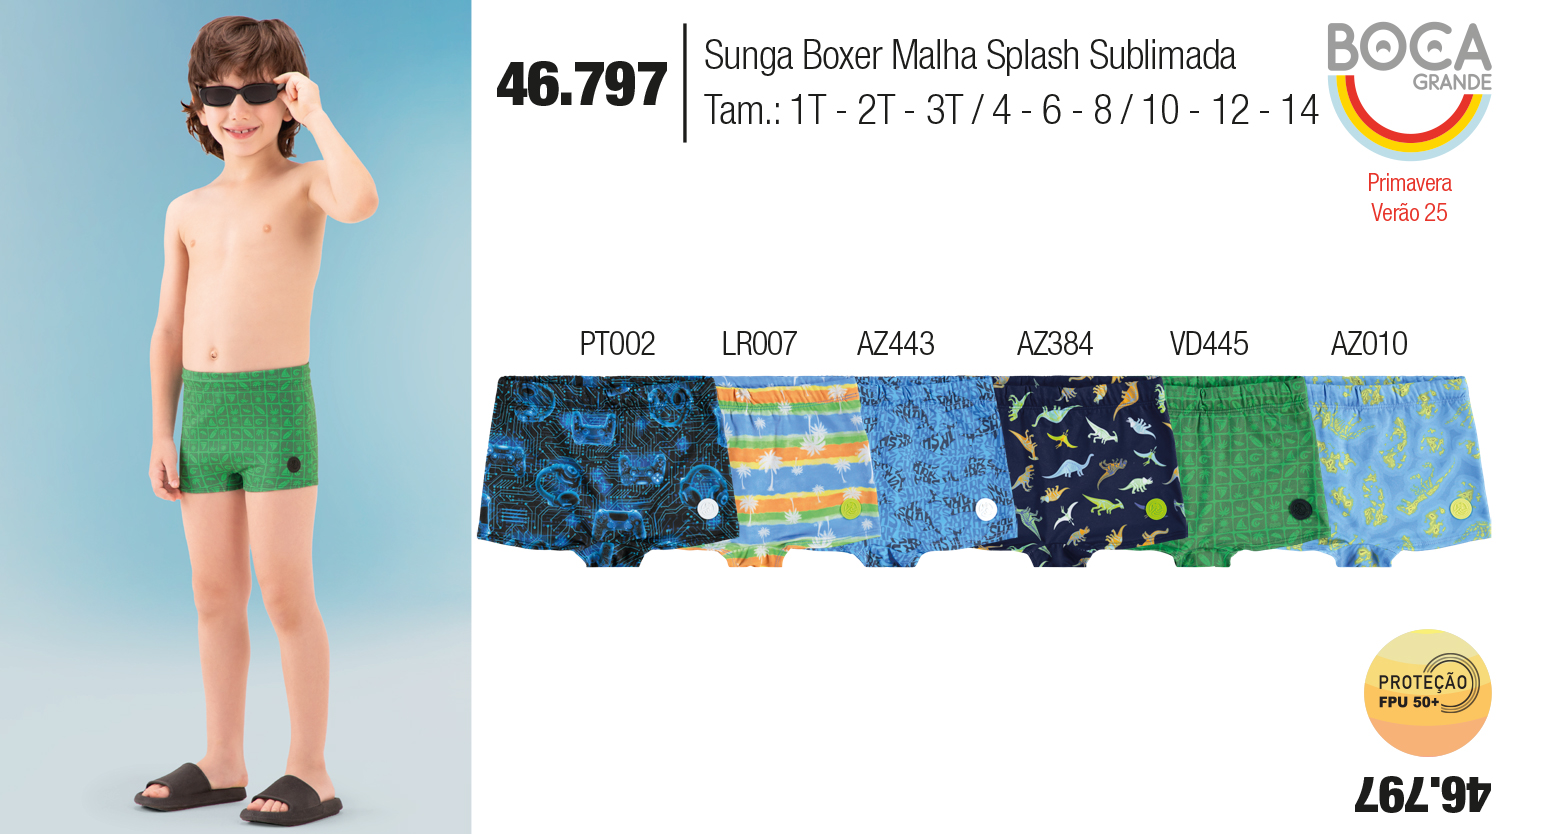 46.797
Sunga Boxer Malha Splash Sublimada
Tam.: 1T - 2T - 3T / 4 - 6 - 8 / 10 - 12 - 14
BOCA
GRANDE
Primavera
Verão 25
PT002
LR007
AZ443
AZ384
VD445
AZ010
PROTEÇÃO
FPU 50+
46.797